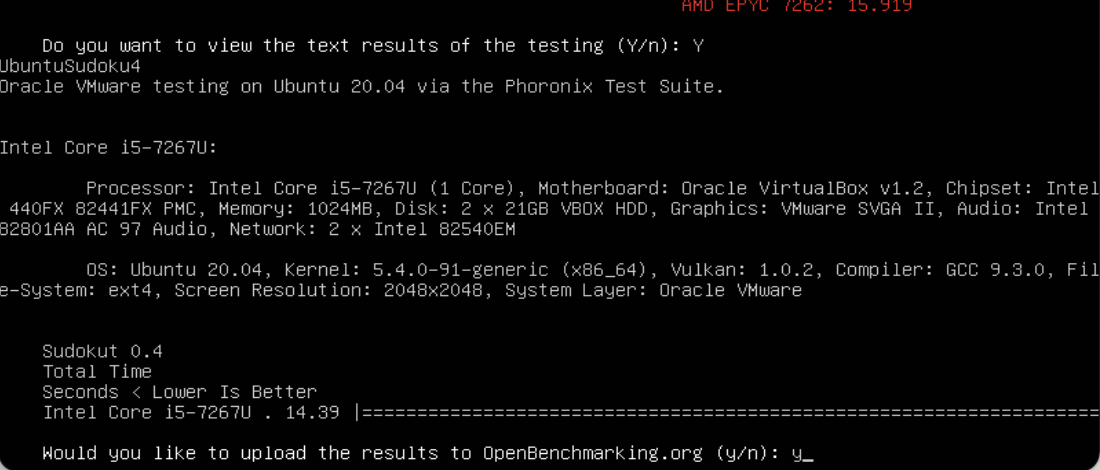 AMD EPYC 7262: 15.919
Do you want to view the text results of the testing (Y/n): Y
UbuntuSudoku4
Oracle VMware testing on Ubuntu 20.04 via the Phoronix Test Suite.
Intel Core i5-7267U:
Processor: Intel Core i5-7267U (1 Core), Motherboard: Oracle VirtualBox v1.2, Chipset: Intel
440FX 82441FX PMC, Memory: 1024MB, Disk: 2 x 21GB VBOX HDD, Graphics: VMware SVGA II, Audio: Intel
82801AA AC 97 Audio, Network: 2 x Intel 82540EM
OS: Ubuntu 20.04, Kernel: 5.4.0-91-generic (x86_64), Vulkan: 1.0.2, Compiler: GCC 9.3.0, Fil
e-System: ext4, Screen Resolution: 2048x2048, System Layer: Oracle VMware
Sudokut 0.4
Total Time
Seconds < Lower Is Better
Intel Core i5-7267U . 14.39 |===================================================================
Would you like to upload the results to OpenBenchmarking.org (y/n): y_